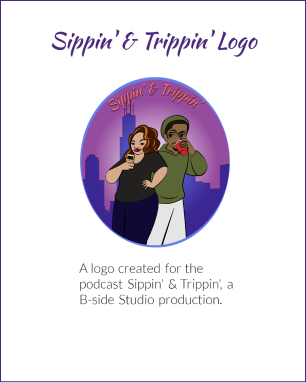 Sippin' & Trippin' Logo
Sippin' & Trippin'
A logo created for the
podcast Sippin' & Trippin', a
B-side Studio production.